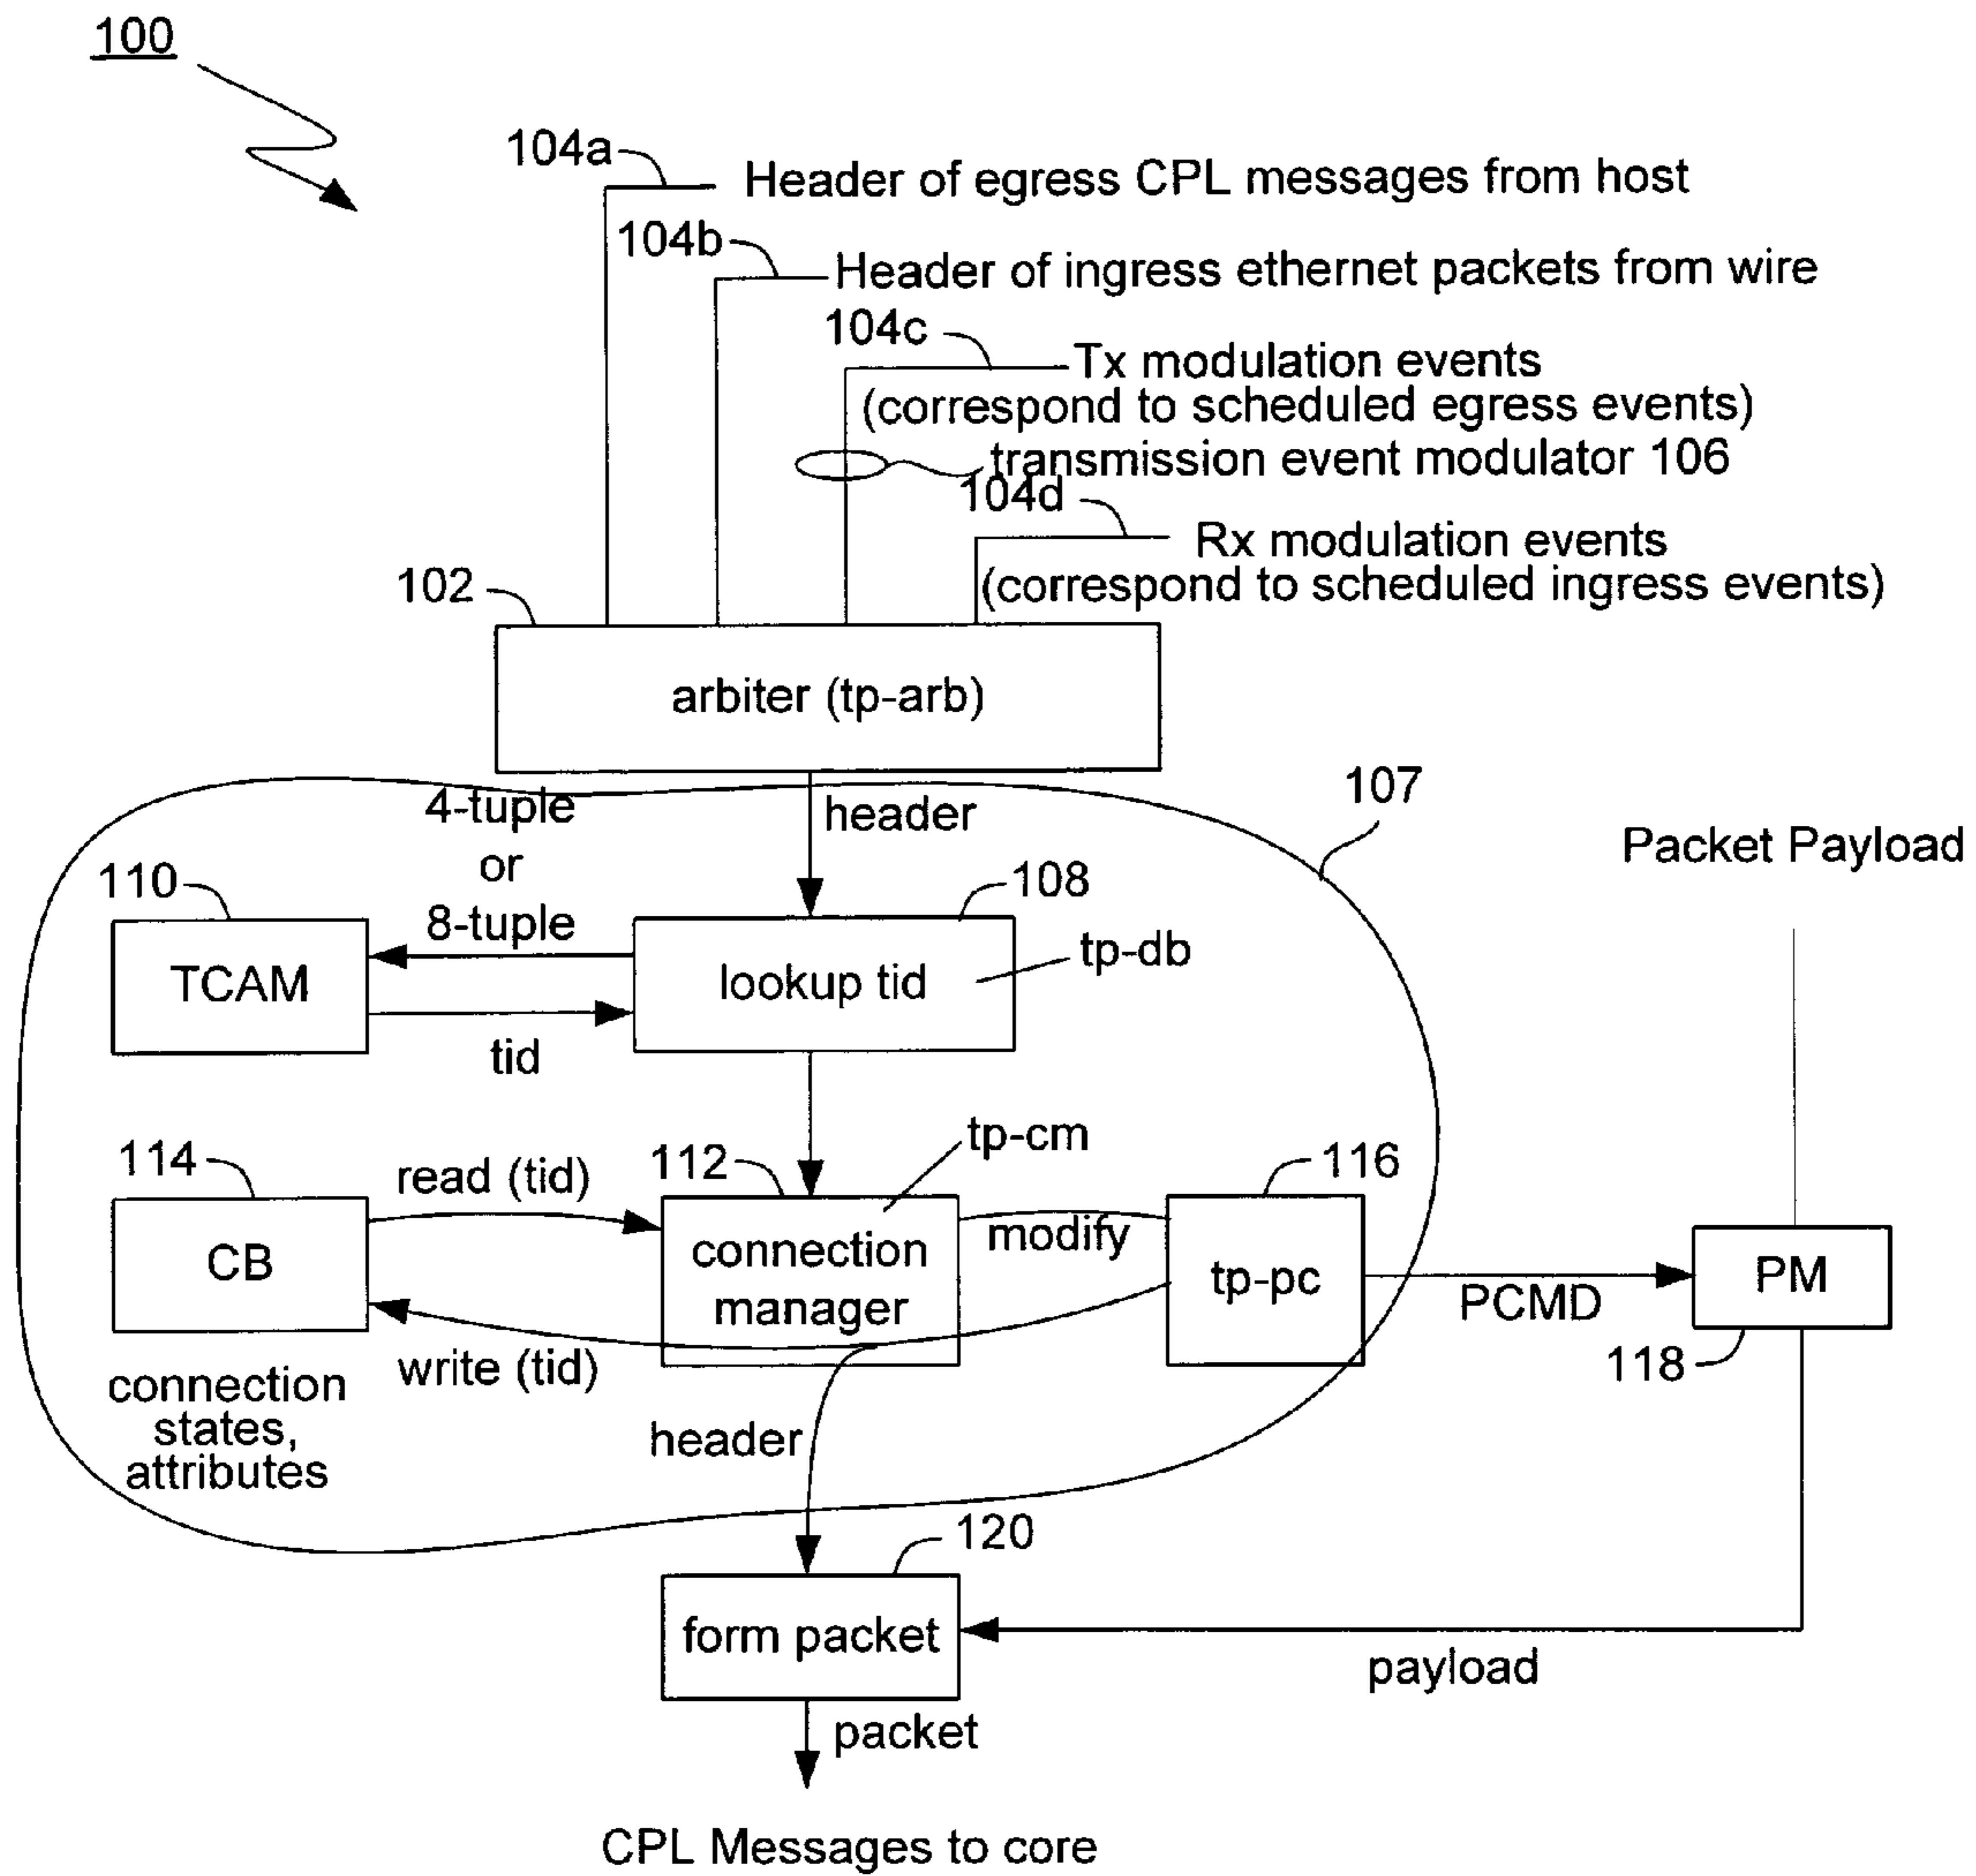 100
104a
Header of egress CPL messages from host
104b
Header of ingress ethernet packets from wire
104c
Tx modulation events
(correspond to scheduled egress events)
transmission event modulator 106
104d
Rx modulation events
(correspond to scheduled ingress events)
102
arbiter (tp-arb)
107
4-tuple
or
8-tuple
header
Packet Payload
110
108
TCAM
lookup tid
tp-db
tid
114
read (tid)
112
tp-cm
116
CB
connection
manager
modify
tp-pc
PCMD
PM
118
write (tid)
connection
states,
attributes
header
120
form packet
payload
packet
CPL Messages to core